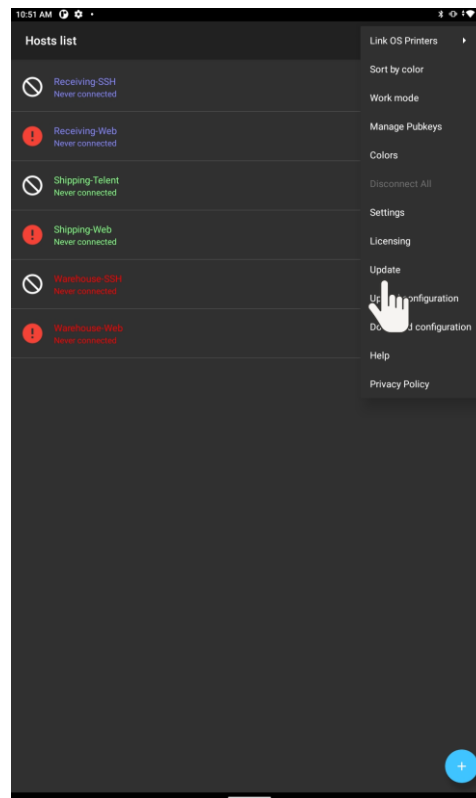 10:51 AM
Hosts list
Receiving-SSH
Never connected
Receiving-Web
Never connected
Shipping-Telent
Never connected
Shipping-Web
Never connected
Warehouse-SSH
Never connected
Warehouse-Web
Never connected
Link OS Printers
Sort by color
Work mode
Manage Pubkeys
Colors
Disconnect All
Settings
Licensing
Update
configuration
configuration
Help
Privacy Policy